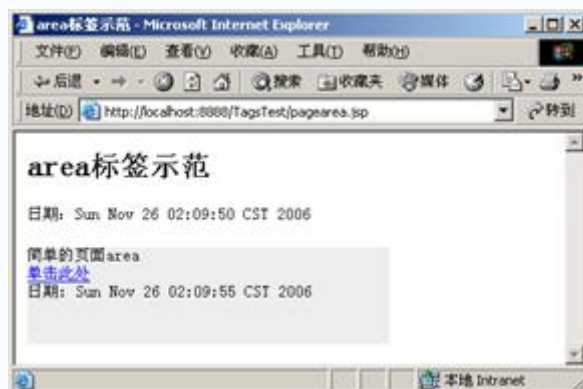 area标签示范 - Microsoft Internet Explorer
文件(F) 编辑(E) 查看(V) 收藏(A) 工具(T) 帮助(H)
后退 搜索 收藏夹 媒体
地址(D) http://localhost:8888/TagsTest/pagearea.jsp 转到
area标签示范
日期: Sun Nov 26 02:09:50 CST 2006
简单的页面area
单击此处
日期: Sun Nov 26 02:09:55 CST 2006
本地 Intranet